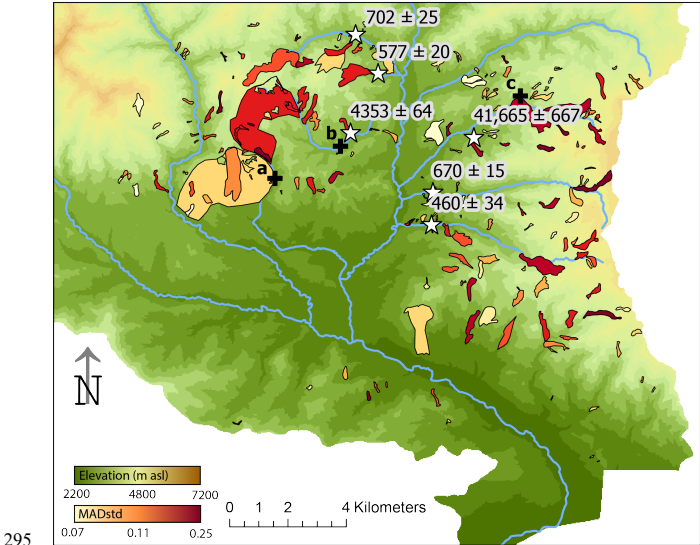 702 ± 25
577 ± 20
c
4353 ± 64
41,665 ± 667
b
a
670 ± 15
460 ± 34
N
Elevation (m asl)
2200 4800 7200
MADstd
0.07 0.11 0.25
0 1 2 4 Kilometers
295